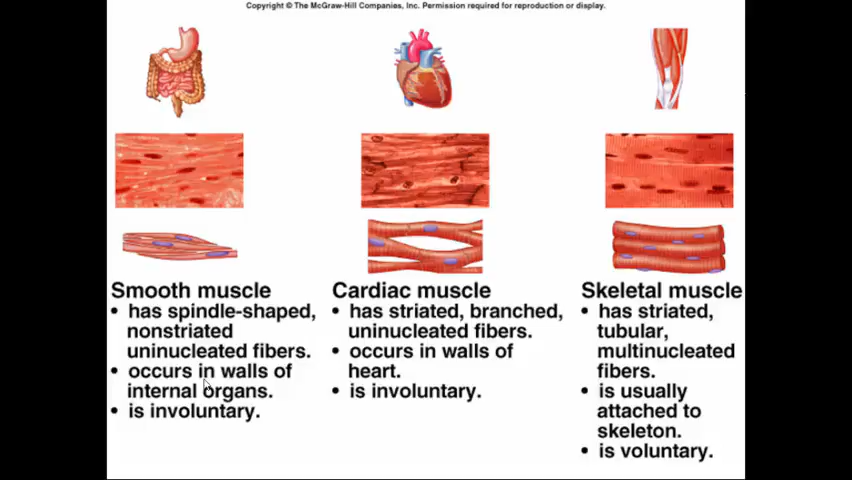 Copyright © The McGraw-Hill Companies, Inc. Permission required for reproduction or display.
Smooth muscle
• has spindle-shaped,
nonstriated
uninucleated fibers.
• occurs in walls of
internal organs.
• is involuntary.
Cardiac muscle
• has striated, branched,
uninucleated fibers.
• occurs in walls of
heart.
• is involuntary.
Skeletal muscle
• has striated,
tubular,
multinucleated
fibers.
• is usually
attached to
skeleton.
• is voluntary.